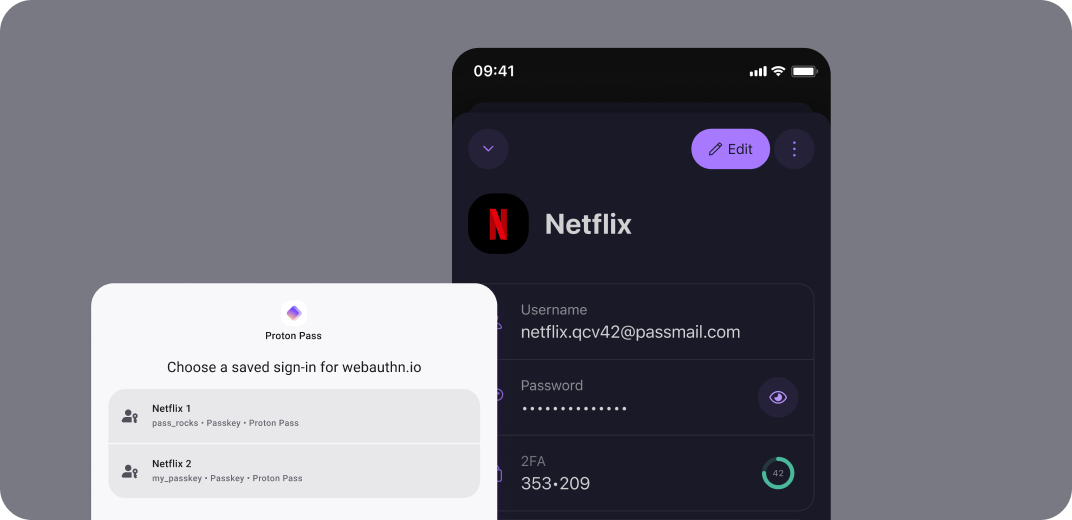 09:41
Edit
Netflix
Username
netflix.qcv42@passmail.com
Password
••••••••••••••
2FA
353•209
42
Proton Pass
Choose a saved sign-in for webauthn.io
Netflix 1
pass_rocks • Passkey • Proton Pass
Netflix 2
my_passkey • Passkey • Proton Pass